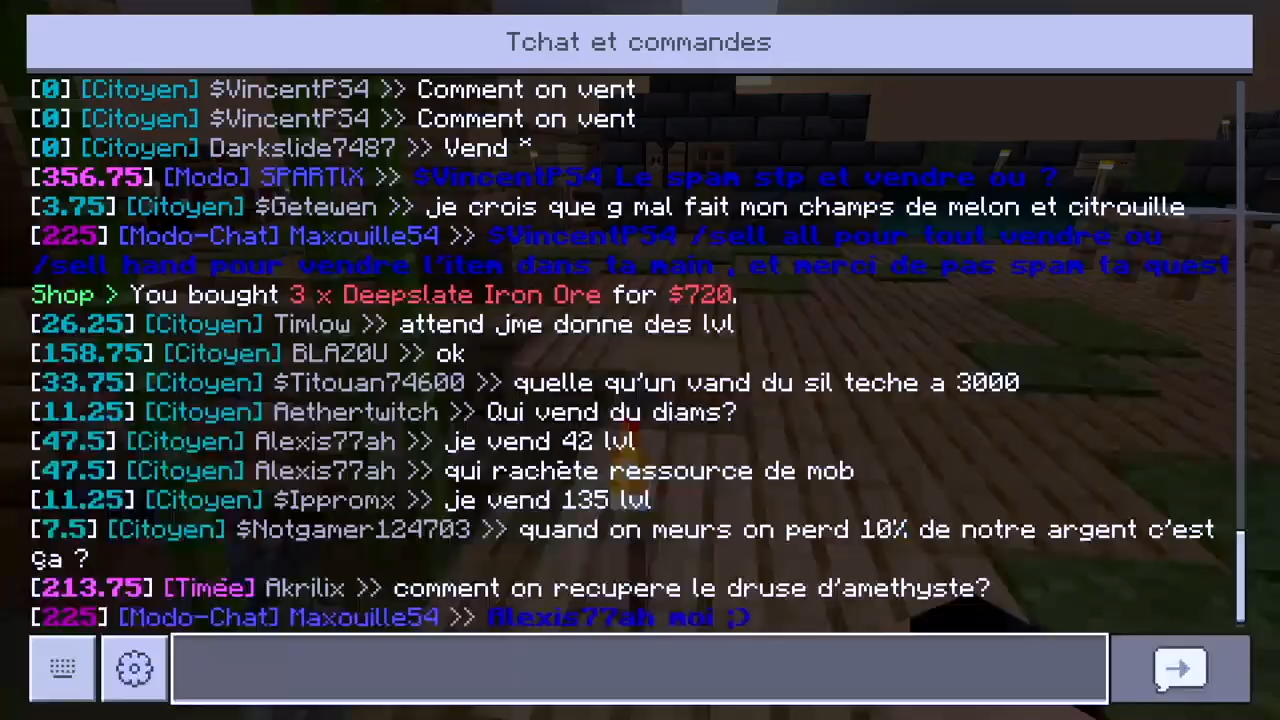 Tchat et commandes
[0] [Citoyen] $VincentP54 >> Comment on vent
[0] [Citoyen] $VincentP54 >> Comment on vent
[0] [Citoyen] Darkslide7487 >> Vend *
[356.75] [Modo] SPARTlX >> $VincentP54 Le spam stp et vendre ou ?
[3.75] [Citoyen] $Getewen >> je crois que g mal fait mon champs de melon et citrouille
[225] [Modo-Chat] Maxouille54 >> $VincentP54 /sell all pour tout vendre ou
/sell hand pour vendre l'item dans ta main , et merci de pas spam ta quest
Shop > You bought 3 x Deepslate Iron Ore for $720.
[26.25] [Citoyen] Timlow >> attend jme donne des lvl
[158.75] [Citoyen] BLAZ0U >> ok
[33.75] [Citoyen] $Titouan74600 >> quelle qu'un vand du sil teche a 3000
[11.25] [Citoyen] Aethertwitch >> Qui vend du diams?
[47.5] [Citoyen] Alexis77ah >> je vend 42 lvl
[47.5] [Citoyen] Alexis77ah >> qui rachète ressource de mob
[11.25] [Citoyen] $Ippromx >> je vend 135 lvl
[7.5] [Citoyen] $Notgamer124703 >> quand on meurs on perd 10% de notre argent c'est
ça ?
[213.75] [Timée] Akrilix >> comment on recupere le druse d'amethyste?
[225] [Modo-Chat] Maxouille54 >> Alexis77ah moi ;)